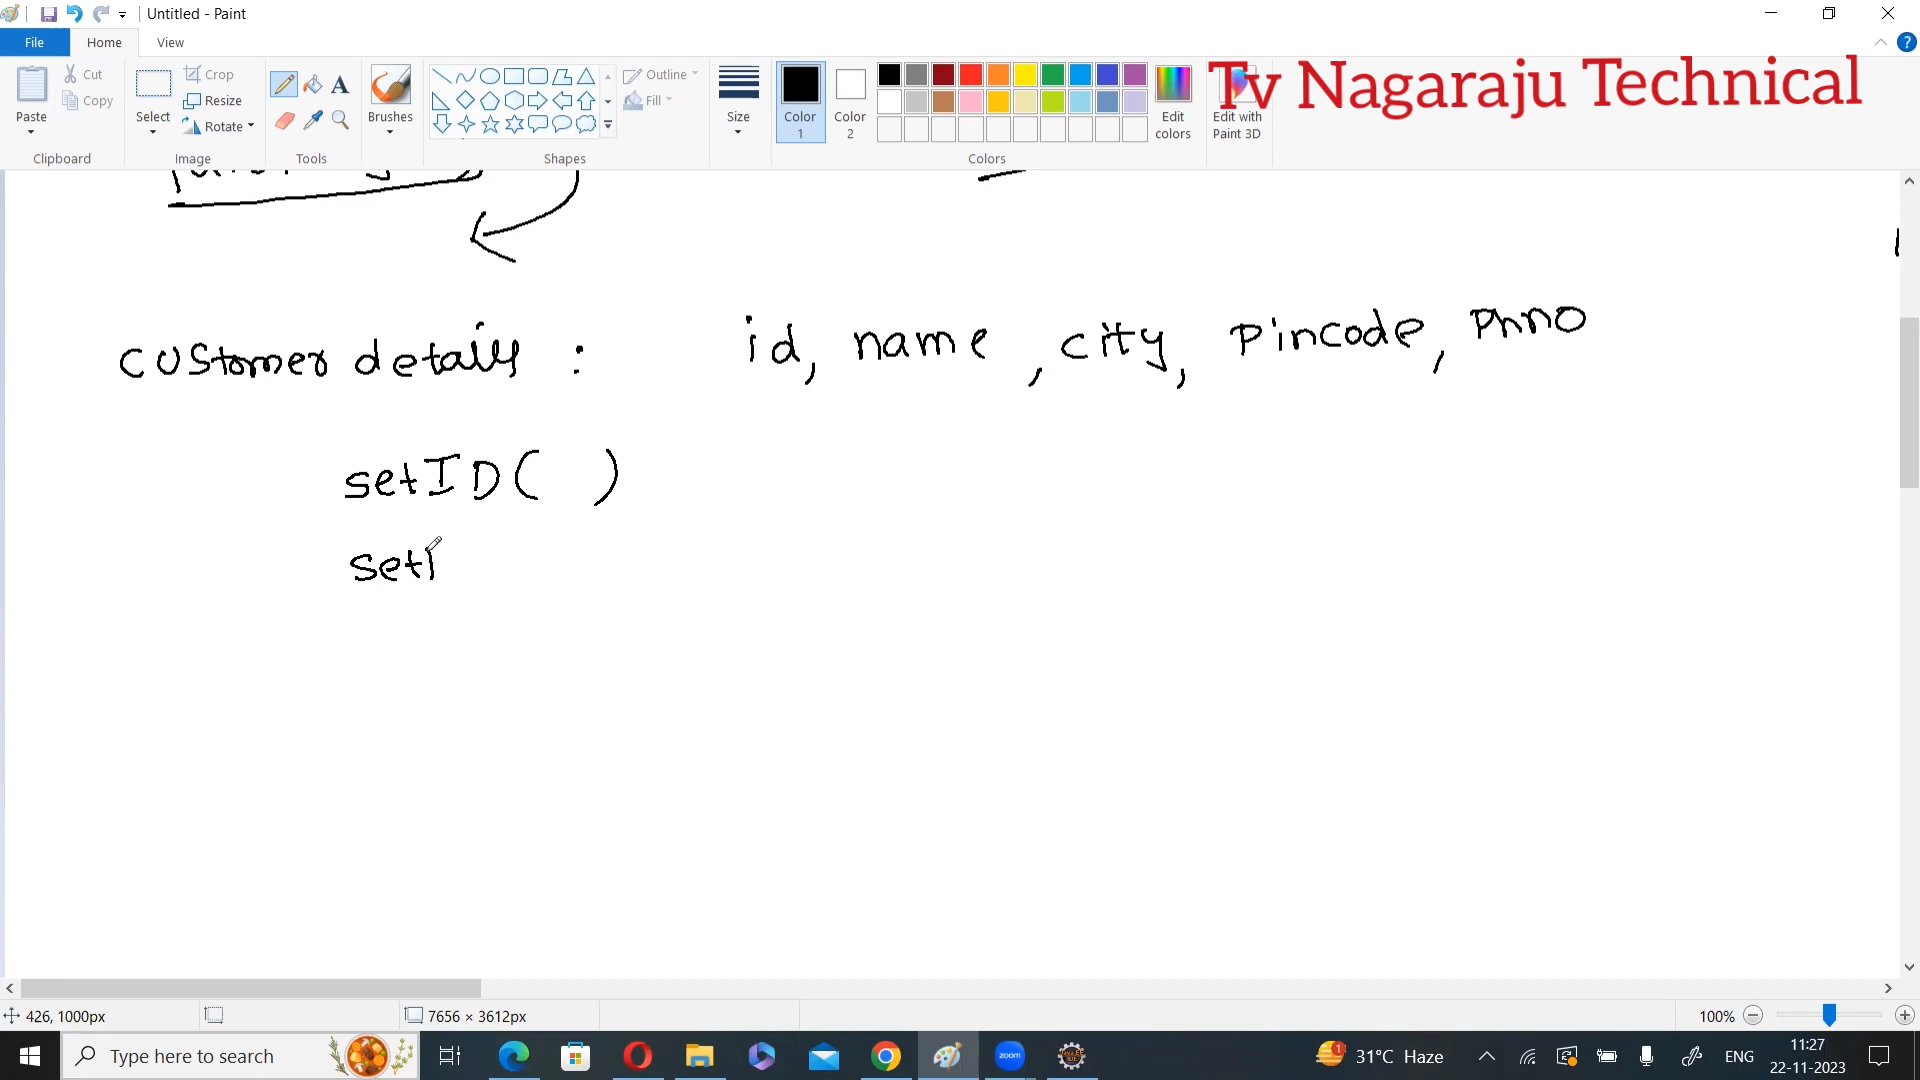 Untitled - Paint
File Home View
Tv Nagaraju Technical
Paste Cut Copy Select Crop Resize Rotate Brushes Outline Fill Size Color 1 Color 2 Edit colors Edit with Paint 3D
Clipboard Image Tools Shapes Colors
customer details : id, name, city, Pincode, Phno
setID( )
set
426, 1000px 7656 × 3612px 100%
Type here to search zoom 31°C Haze ENG 11:27 22-11-2023